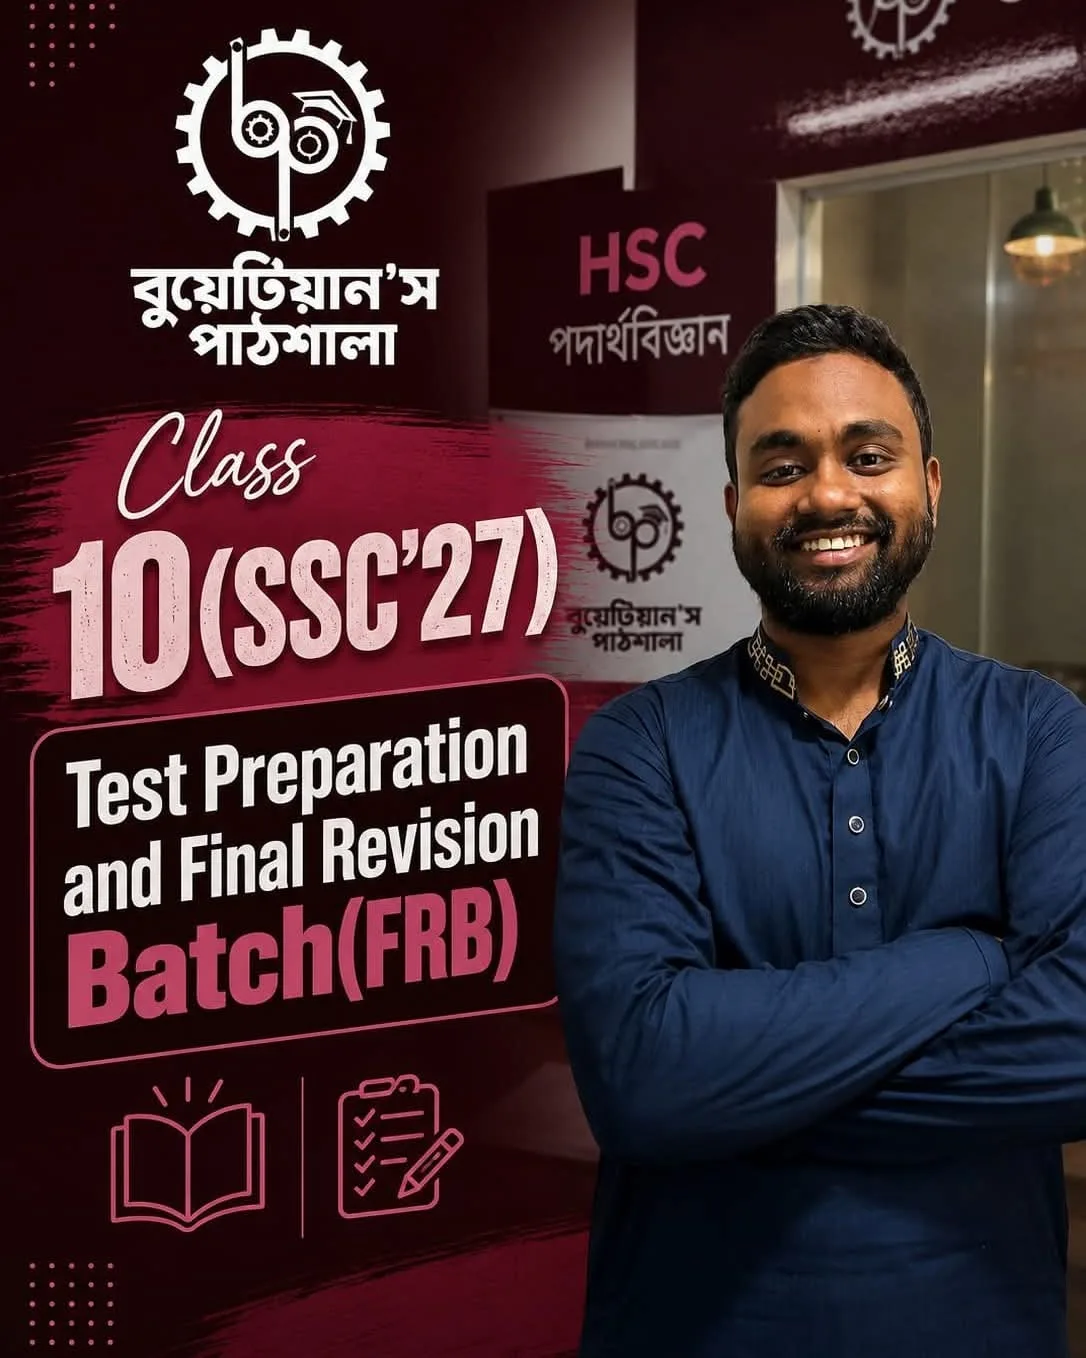 বুয়েটিয়ান'স
পাঠশালা
Class
10(SSC'27)
Test Preparation
and Final Revision
Batch(FRB)
HSC
পদার্থবিজ্ঞান
বুয়েটিয়ান'স
পাঠশালা